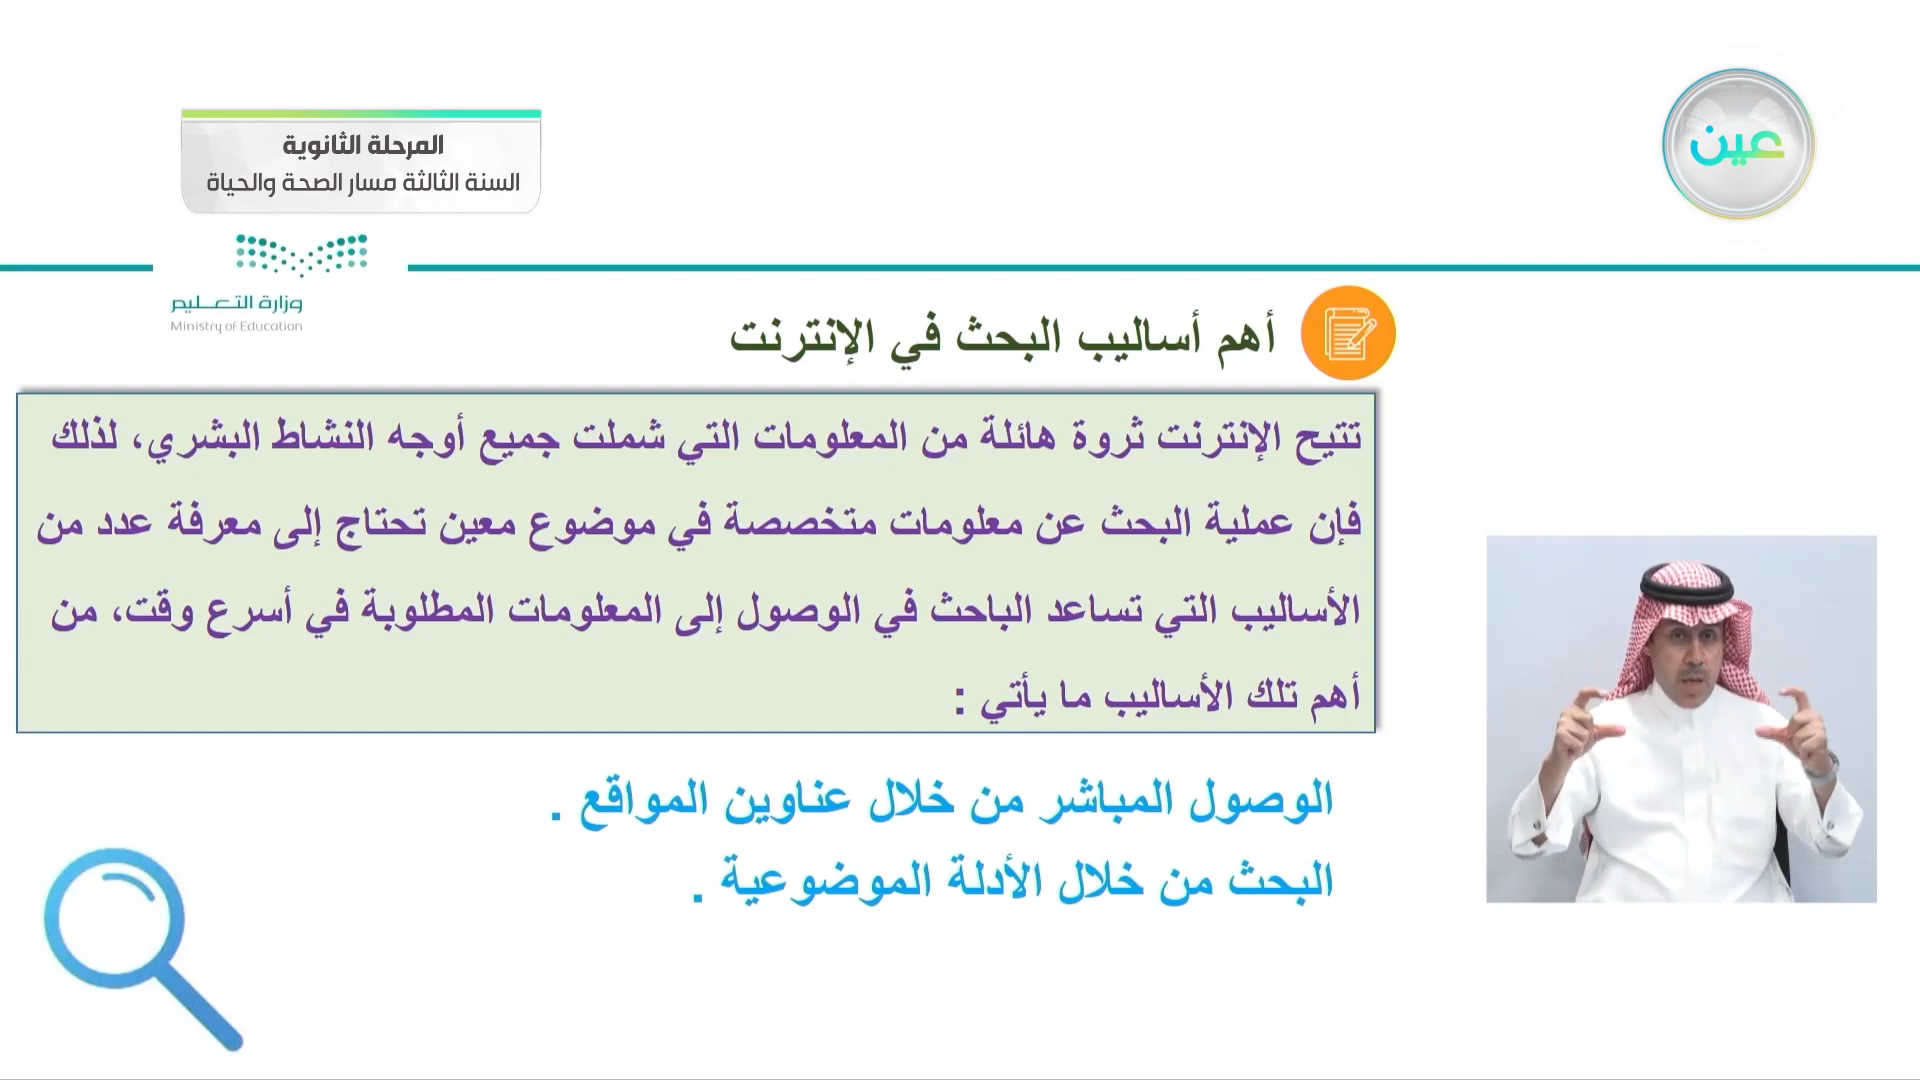 عين
المرحلة الثانوية
السنة الثالثة مسار الصحة والحياة
وزارة التعليم
Ministry of Education
أهم أساليب البحث في الإنترنت
تتيح الإنترنت ثروة هائلة من المعلومات التي شملت جميع أوجه النشاط البشري، لذلك
فإن عملية البحث عن معلومات متخصصة في موضوع معين تحتاج إلى معرفة عدد من
الأساليب التي تساعد الباحث في الوصول إلى المعلومات المطلوبة في أسرع وقت، من
أهم تلك الأساليب ما يأتي :
الوصول المباشر من خلال عناوين المواقع .
البحث من خلال الأدلة الموضوعية .